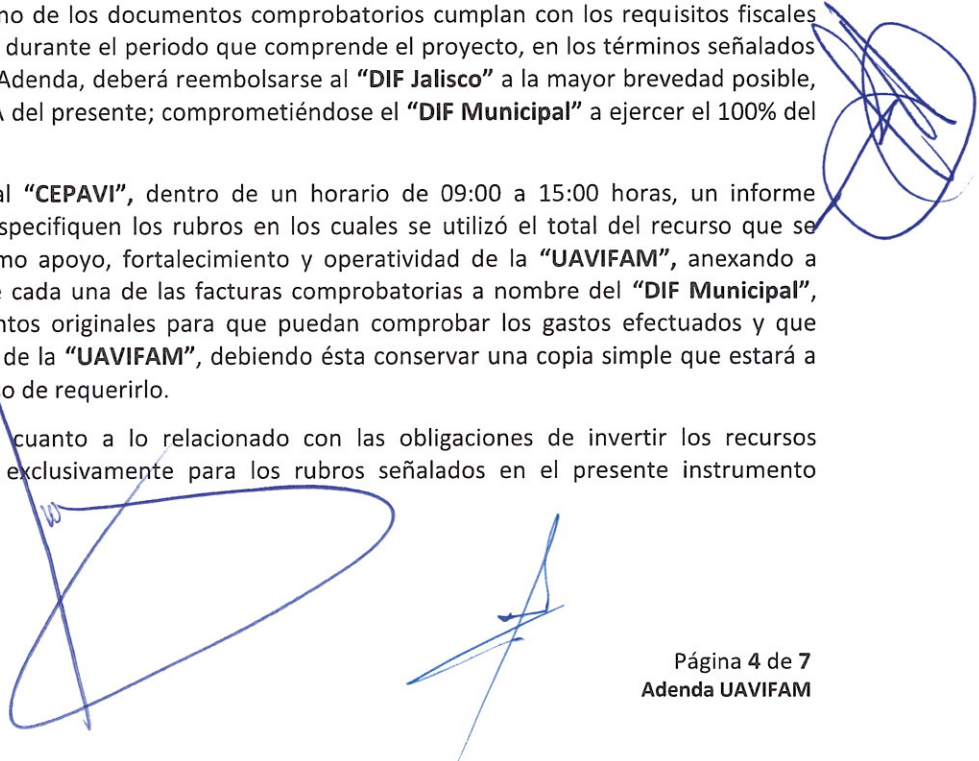 no de los documentos comprobatorios cumplan con los requisitos fiscales
durante el periodo que comprende el proyecto, en los términos señalados
Adenda, deberá reembolsarse al “DIF Jalisco” a la mayor brevedad posible,
A del presente; comprometiéndose el “DIF Municipal” a ejercer el 100% del
al “CEPAVI”, dentro de un horario de 09:00 a 15:00 horas, un informe
specifiquen los rubros en los cuales se utilizó el total del recurso que se
mo apoyo, fortalecimiento y operatividad de la “UAVIFAM”, anexando a
e cada una de las facturas comprobatorias a nombre del “DIF Municipal”,
ntos originales para que puedan comprobar los gastos efectuados y que
de la “UAVIFAM”, debiendo ésta conservar una copia simple que estará a
so de requerirlo.
cuanto a lo relacionado con las obligaciones de invertir los recursos
exclusivamente para los rubros señalados en el presente instrumento
Página 4 de 7
Adenda UAVIFAM